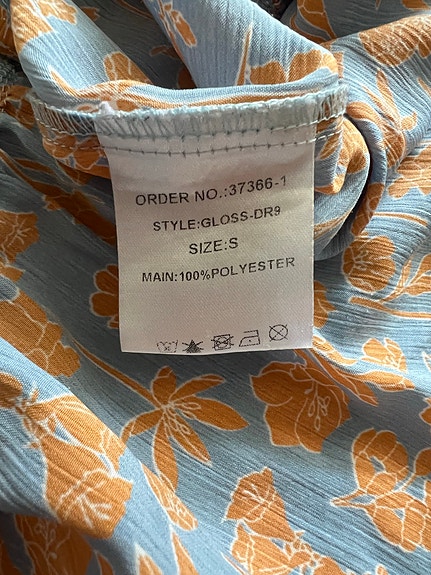 ORDER NO.:37366-1
STYLE:GLOSS-DR9
SIZE:S
MAIN:100%POLYESTER